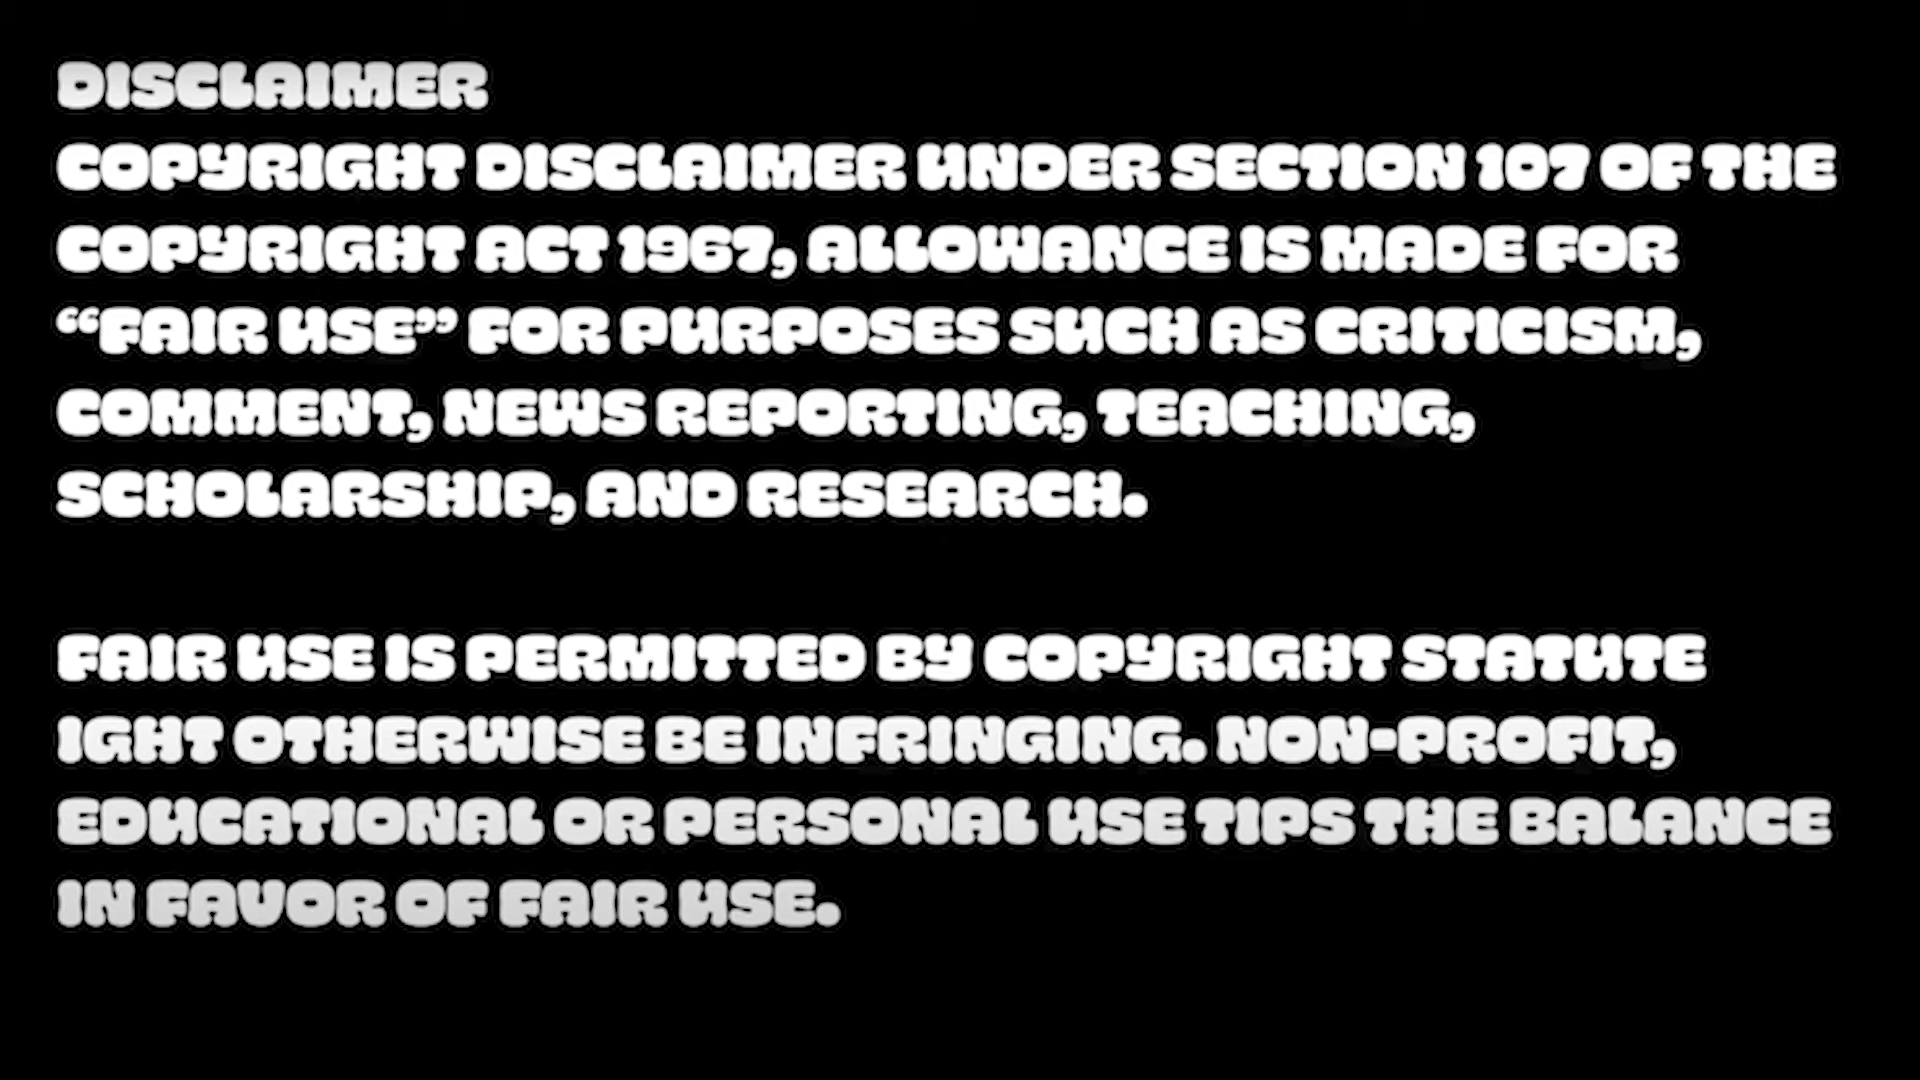 DISCLAIMER
COPYRIGHT DISCLAIMER UNDER SECTION 107 OF THE
COPYRIGHT ACT 1967, ALLOWANCE IS MADE FOR
“FAIR USE” FOR PURPOSES SUCH AS CRITICISM,
COMMENT, NEWS REPORTING, TEACHING,
SCHOLARSHIP, AND RESEARCH.
FAIR USE IS PERMITTED BY COPYRIGHT STATUTE
IGHT OTHERWISE BE INFRINGING. NON-PROFIT,
EDUCATIONAL OR PERSONAL USE TIPS THE BALANCE
IN FAVOR OF FAIR USE.